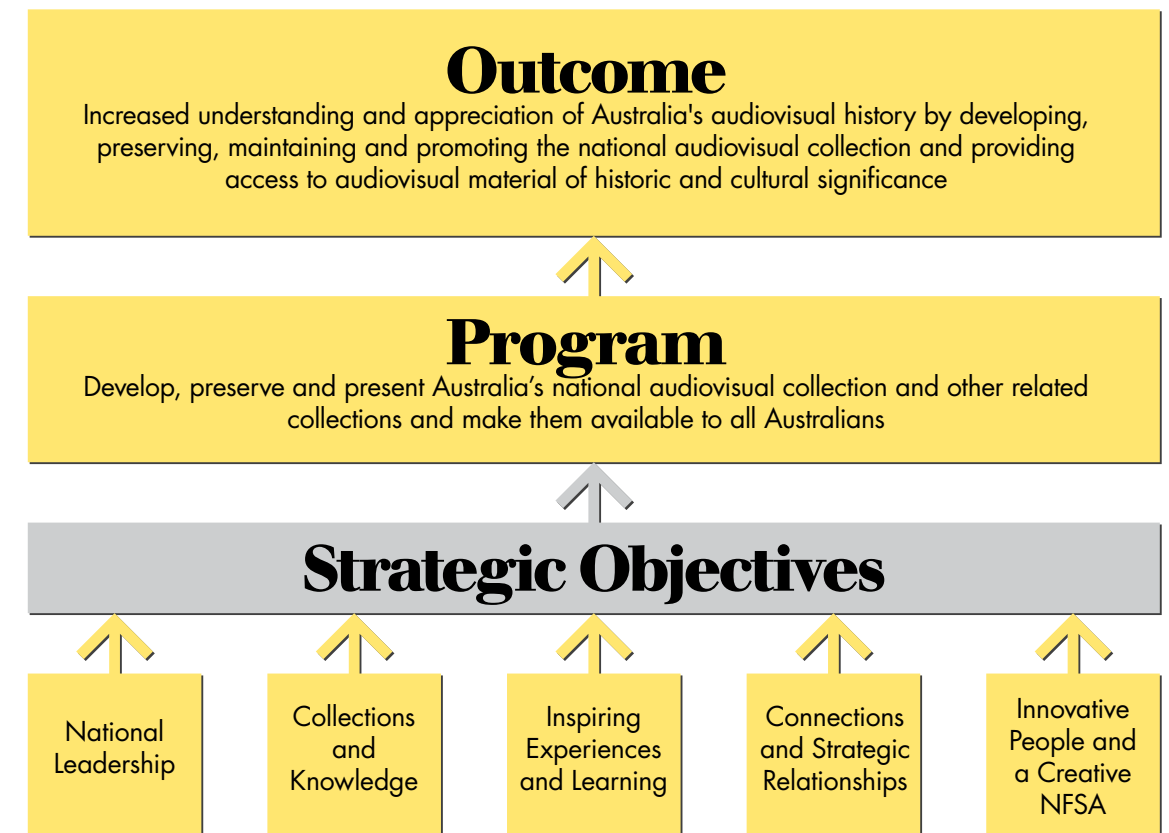 Outcome
Increased understanding and appreciation of Australia's audiovisual history by developing,
preserving, maintaining and promoting the national audiovisual collection and providing
access to audiovisual material of historic and cultural significance
Program
Develop, preserve and present Australia’s national audiovisual collection and other related
collections and make them available to all Australians
Strategic Objectives
National
Leadership
Collections
and
Knowledge
Inspiring
Experiences
and Learning
Connections
and Strategic
Relationships
Innovative
People and
a Creative
NFSA